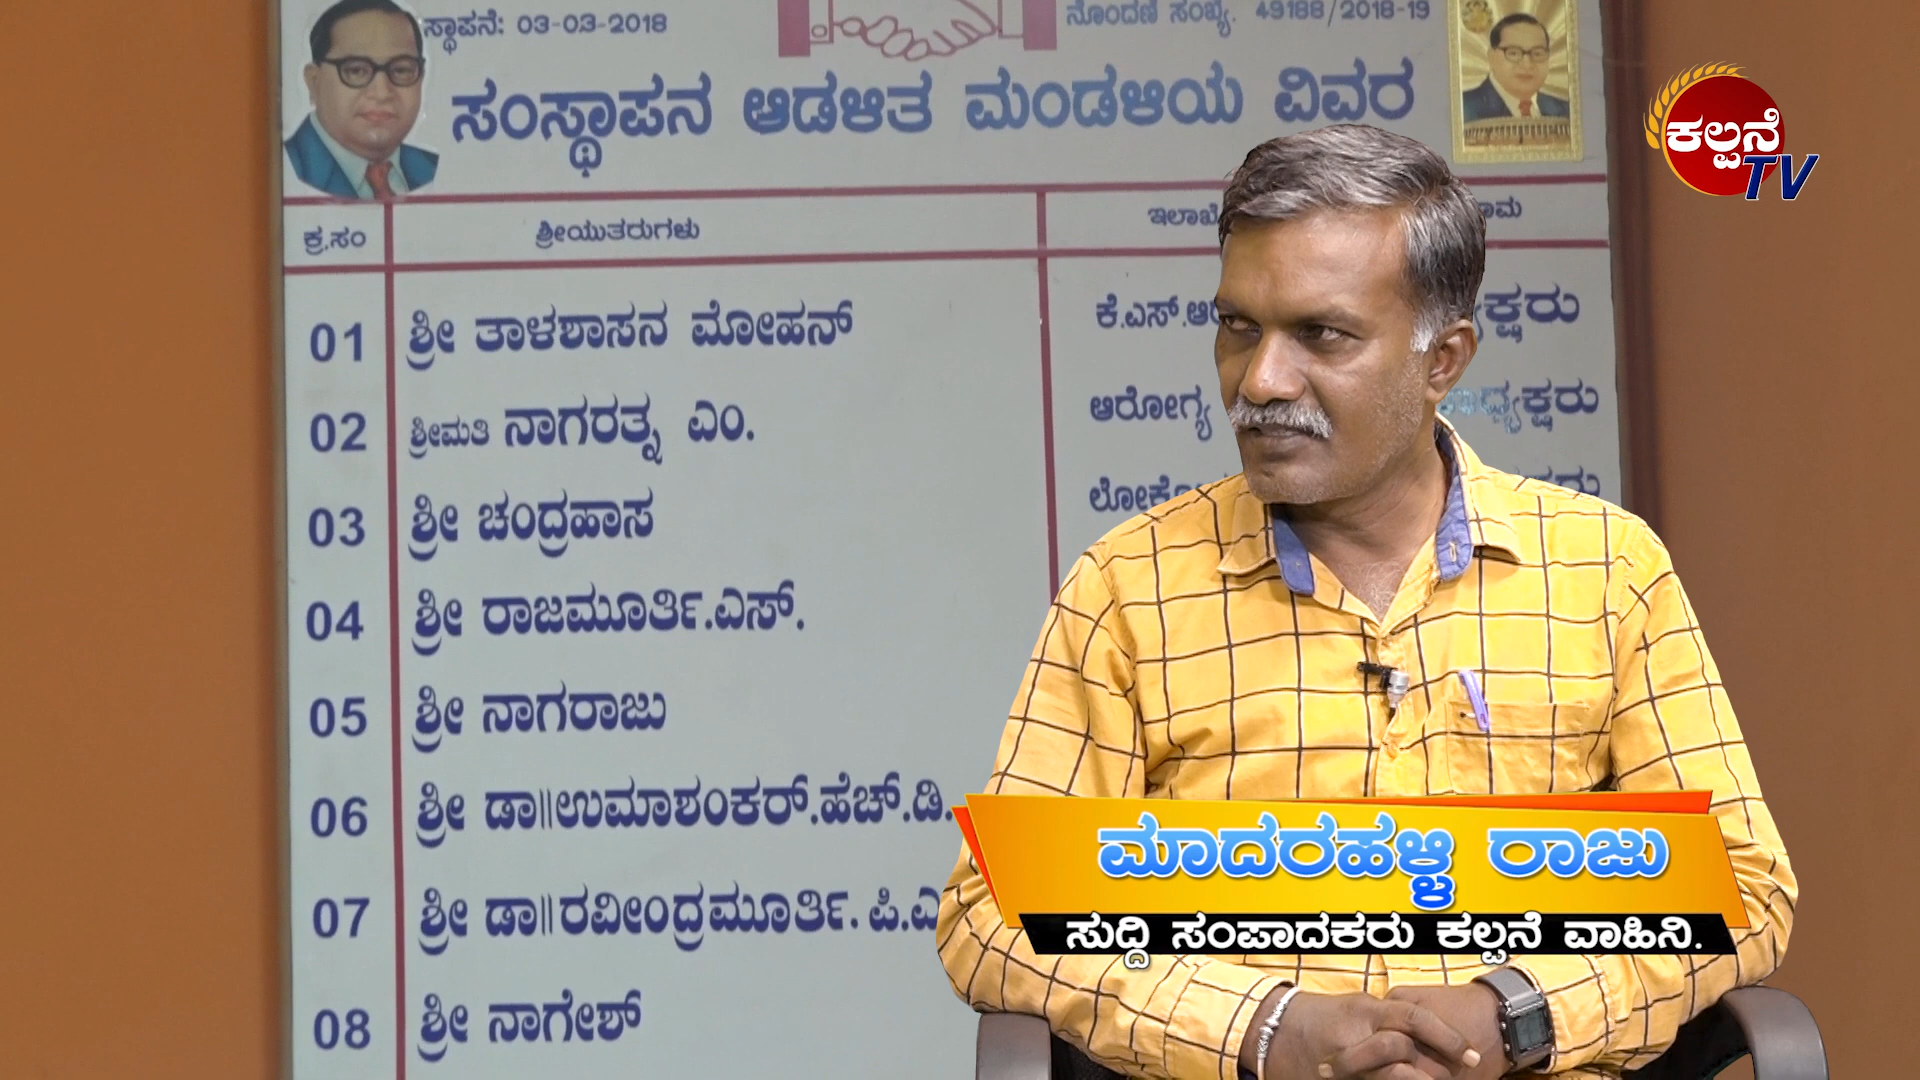 ಸ್ಥಾಪನೆ: 03-03-2018
ನೊಂದಣಿ ಸಂಖ್ಯೆ. 49188/2018-19
ಸಂಸ್ಥಾಪನ ಆಡಳಿತ ಮಂಡಳಿಯ ವಿವರ
ಕಲ್ಪನೆ
TV
ಕ್ರ.ಸಂ ಶ್ರೀಯುತರುಗಳು
01 ಶ್ರೀ ತಾಳಶಾಸನ ಮೋಹನ್
02 ಶ್ರೀಮತಿ ನಾಗರತ್ನ ಎಂ. ಆರೋಗ್ಯ
03 ಶ್ರೀ ಚಂದ್ರಹಾಸ
04 ಶ್ರೀ ರಾಜಮೂರ್ತಿ.ಎಸ್.
05 ಶ್ರೀ ನಾಗರಾಜು
06 ಶ್ರೀ ಡಾ||ಉಮಾಶಂಕರ್.ಹೆಚ್.ಡಿ.
07 ಶ್ರೀ ಡಾ||ರವೀಂದ್ರಮೂರ್ತಿ. ಪಿ.ಎ
08 ಶ್ರೀ ನಾಗೇಶ್
ಮಾದರಹಳ್ಳಿ ರಾಜು
ಸುದ್ದಿ ಸಂಪಾದಕರು ಕಲ್ಪನೆ ವಾಹಿನಿ.